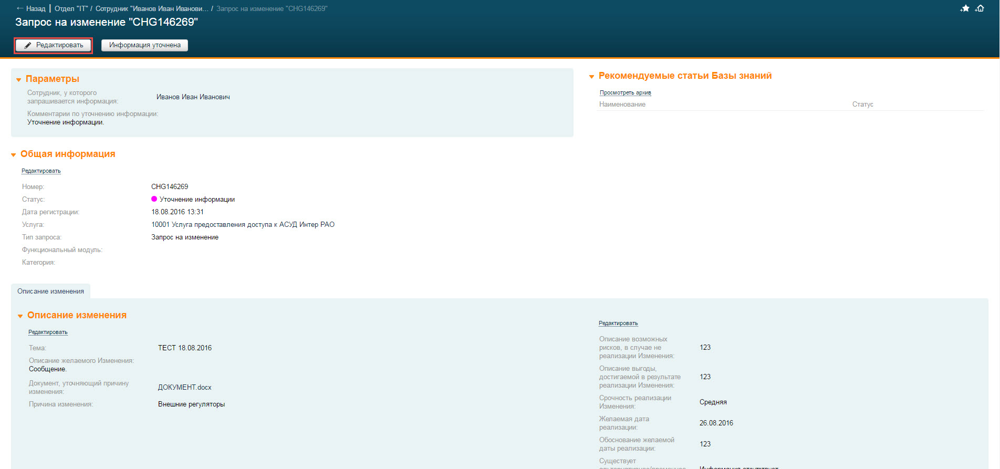 ← Назад | Отдел "IT" / Сотрудник "Иванов Иван Иванови... / Запрос на изменение "CHG146269"
Запрос на изменение "CHG146269"
Редактировать Информация уточнена
Параметры
Сотрудник, у которого
запрашивается информация: Иванов Иван Иванович
Комментарии по уточнению информации:
Уточнение информации.
Рекомендуемые статьи Базы знаний
Просмотреть архив
Наименование Статус
Общая информация
Редактировать
Номер: CHG146269
Статус: Уточнение информации
Дата регистрации: 18.08.2016 13:31
Услуга: 10001 Услуга предоставления доступа к АСУД Интер РАО
Тип запроса: Запрос на изменение
Функциональный модуль:
Категория:
Описание изменения
Описание изменения
Редактировать
Тема: ТЕСТ 18.08.2016
Описание желаемого Изменения:
Сообщение.
Документ, уточняющий причину
изменения: ДОКУМЕНТ.docx
Причина изменения: Внешние регуляторы
Редактировать
Описание возможных
рисков, в случае не
реализации Изменения: 123
Описание выгоды,
достигаемой в результате
реализации Изменения: 123
Срочность реализации
Изменения: Средняя
Желаемая дата
реализации: 26.08.2016
Обоснование желаемой
даты реализации: 123
Существует
альтернативное/временное Информация отсутствует